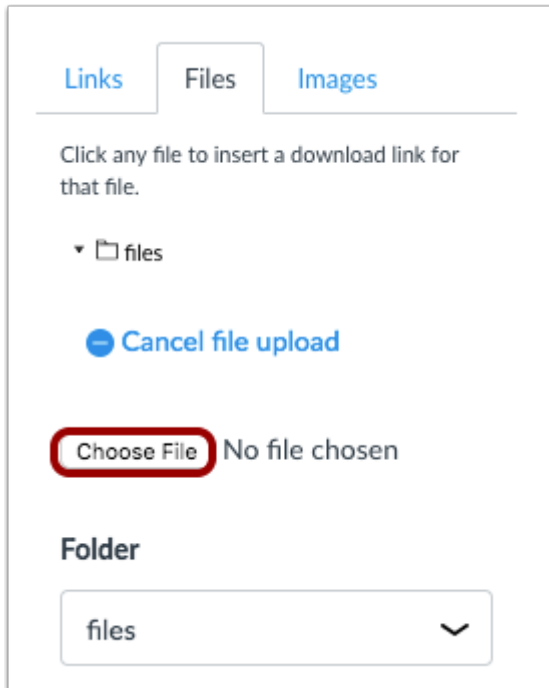 Links Files Images
Click any file to insert a download link for
that file.
files
Cancel file upload
Choose File No file chosen
Folder
files